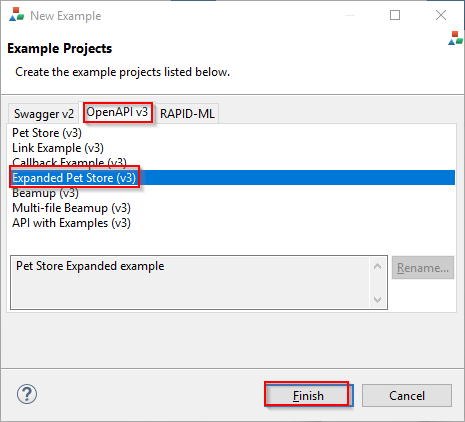 New Example
Example Projects
Create the example projects listed below.
Swagger v2 OpenAPI v3 RAPID-ML
Pet Store (v3)
Link Example (v3)
Callback Example (v3)
Expanded Pet Store (v3)
Beamup (v3)
Multi-file Beamup (v3)
API with Examples (v3)
Pet Store Expanded example
Rename...
? Finish Cancel